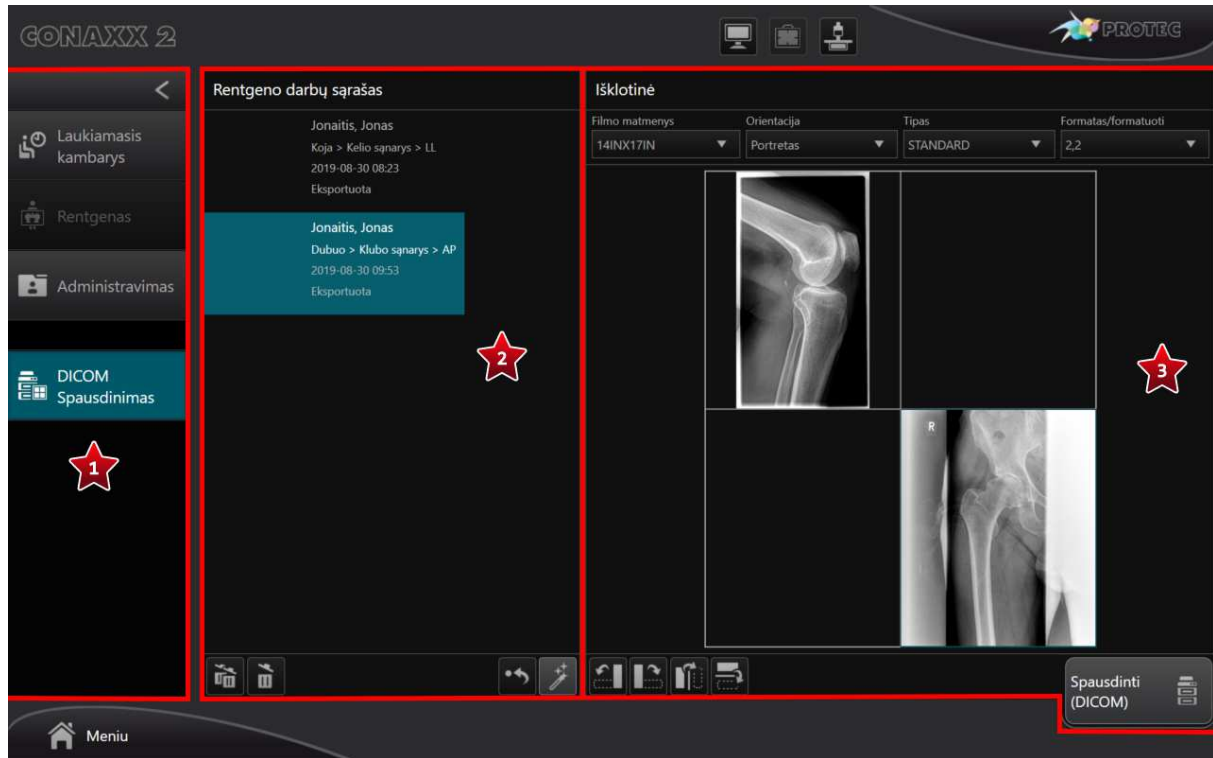 CONAXX 2
PROTEC
Laukiamasis
kambarys
Rentgenas
Administravimas
DICOM
Spausdinimas
1
Rentgeno darbų sąrašas
Jonaitis, Jonas
Koja > Kelio sąnarys > LL
2019-08-30 08:23
Eksportuota
Jonaitis, Jonas
Dubuo > Klubo sąnarys > AP
2019-08-30 09:53
Eksportuota
2
Išklotinė
Filmo matmenys
Orientacija
Tipas
Formatas/formatuoti
14INX17IN
Portretas
STANDARD
2,2
R
3
Spausdinti
(DICOM)
Meniu